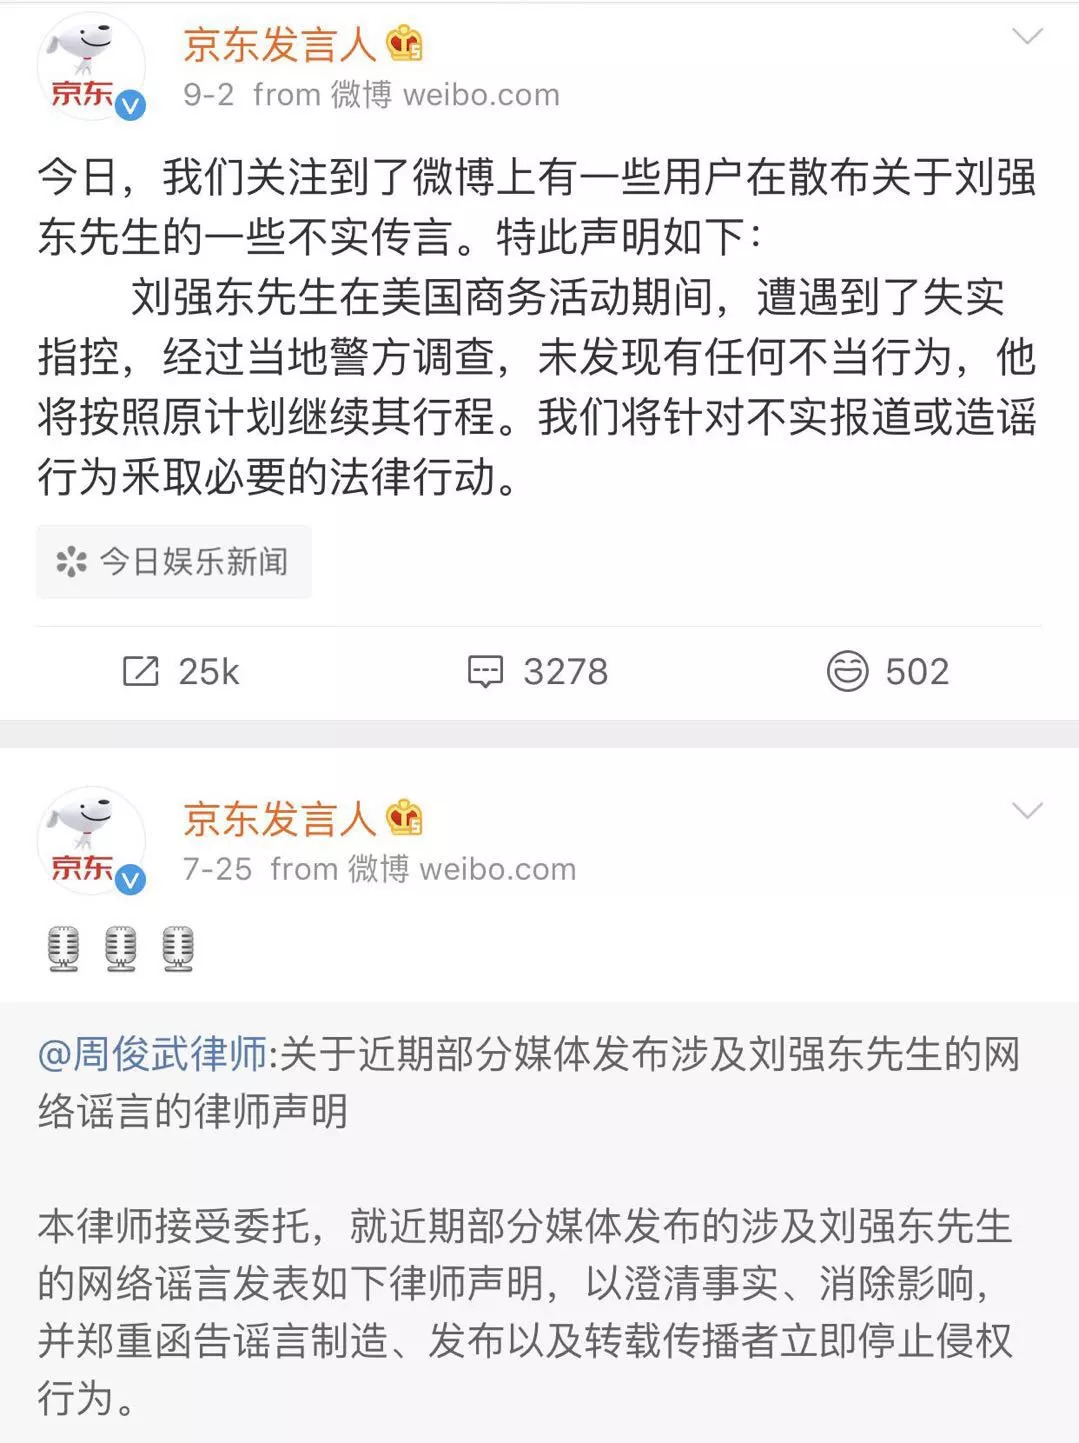 京东发言人
京东
9-2 from 微博 weibo.com
今日，我们关注到了微博上有一些用户在散布关于刘强
东先生的一些不实传言。特此声明如下：
刘强东先生在美国商务活动期间，遭遇到了失实
指控，经过当地警方调查，未发现有任何不当行为，他
将按照原计划继续其行程。我们将针对不实报道或造谣
行为采取必要的法律行动。
今日娱乐新闻
25k 3278 502
京东发言人
京东
7-25 from 微博 weibo.com
@周俊武律师:关于近期部分媒体发布涉及刘强东先生的网
络谣言的律师声明
本律师接受委托，就近期部分媒体发布的涉及刘强东先生
的网络谣言发表如下律师声明，以澄清事实、消除影响，
并郑重函告谣言制造、发布以及转载传播者立即停止侵权
行为。